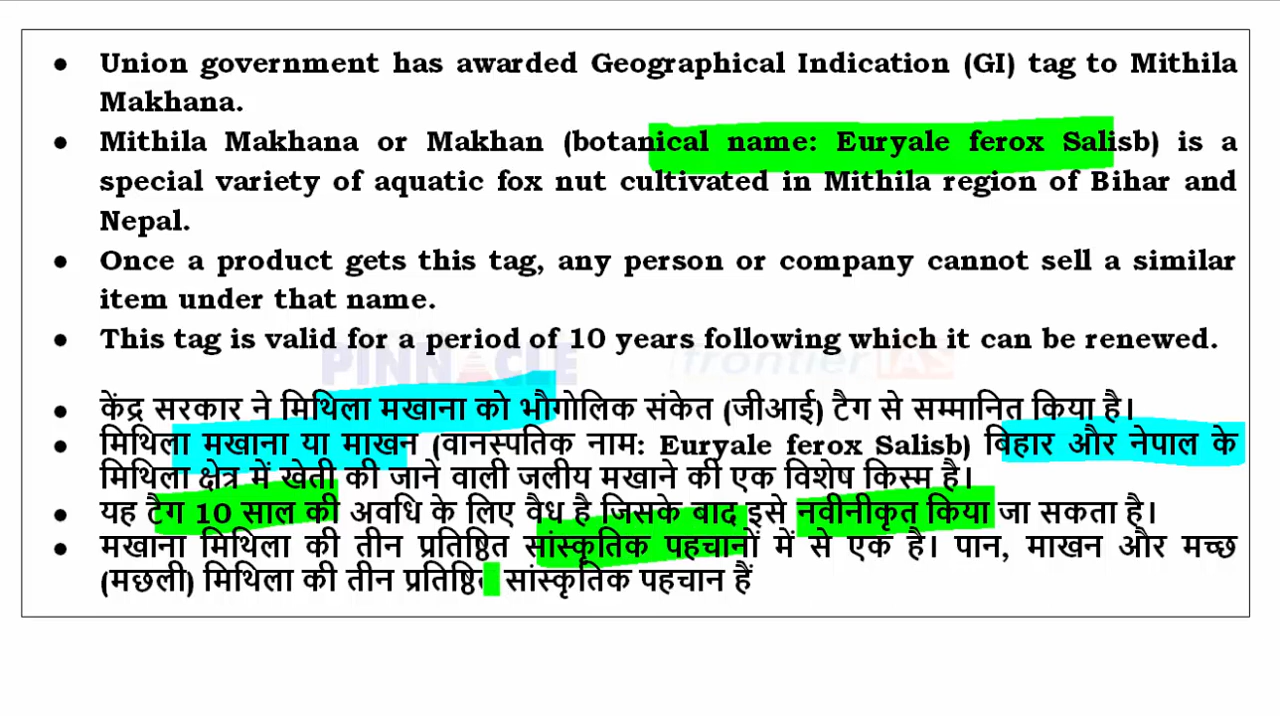 ● Union government has awarded Geographical Indication (GI) tag to Mithila
Makhana.
● Mithila Makhana or Makhan (botanical name: Euryale ferox Salisb) is a
special variety of aquatic fox nut cultivated in Mithila region of Bihar and
Nepal.
● Once a product gets this tag, any person or company cannot sell a similar
item under that name.
● This tag is valid for a period of 10 years following which it can be renewed.
PINNACLE frontier IAS
● केंद्र सरकार ने मिथिला मखाना को भौगोलिक संकेत (जीआई) टैग से सम्मानित किया है।
● मिथिला मखाना या माखन (वानस्पतिक नाम: Euryale ferox Salisb) बिहार और नेपाल के
मिथिला क्षेत्र में खेती की जाने वाली जलीय मखाने की एक विशेष किस्म है।
● यह टैग 10 साल की अवधि के लिए वैध है जिसके बाद इसे नवीनीकृत किया जा सकता है।
● मखाना मिथिला की तीन प्रतिष्ठित सांस्कृतिक पहचानों में से एक है। पान, माखन और मच्छ
(मछली) मिथिला की तीन प्रतिष्ठित सांस्कृतिक पहचान हैं